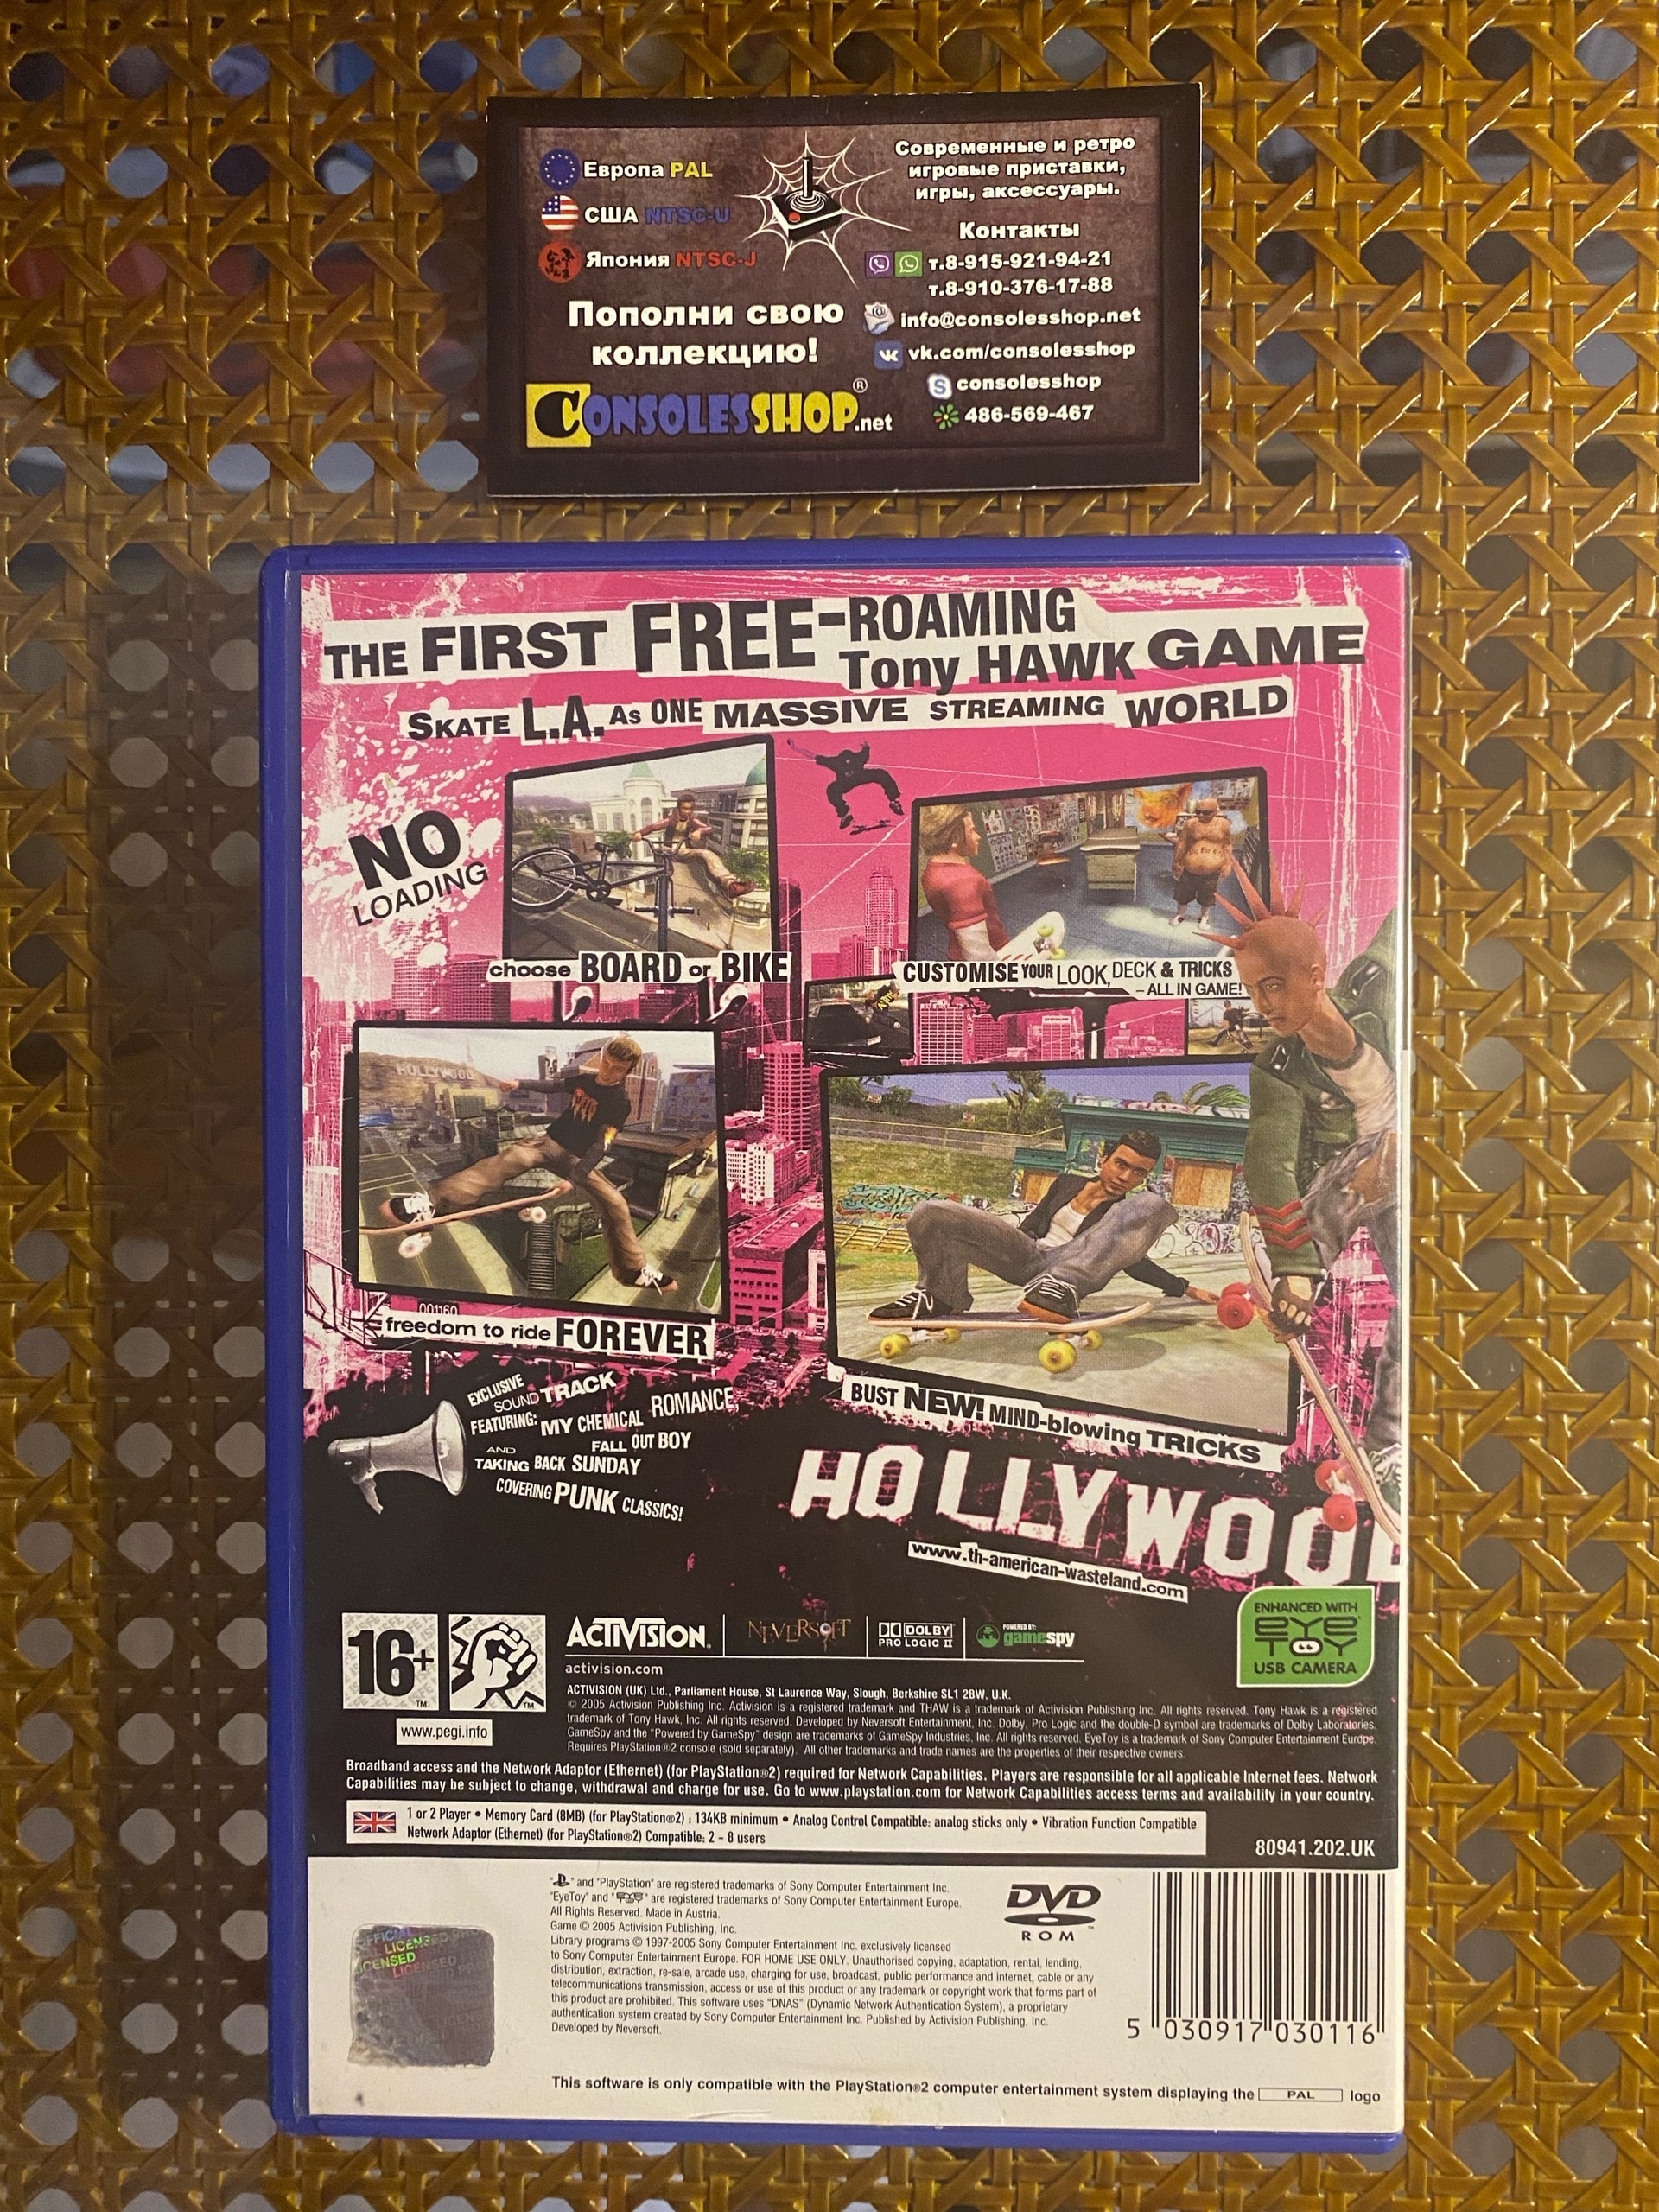 Европа PAL
США NTSC-U
Япония NTSC-J
Пополни свою
коллекцию!
CONSOLESSHOP.net
®
Современные и ретро
игровые приставки,
игры, аксессуары.
Контакты
т.8-915-921-94-21
т.8-910-376-17-88
info@consolesshop.net
vk.com/consolesshop
consolesshop
486-569-467
THE FIRST FREE-ROAMING
Tony HAWK GAME
SKATE L.A. As ONE MASSIVE STREAMING WORLD
NO
LOADING
choose BOARD or BIKE
CUSTOMISE YOUR LOOK, DECK & TRICKS
– ALL IN GAME!
HOLLYWOOD
001160
freedom to ride FOREVER
BUST NEW! MIND-blowing TRICKS
EXCLUSIVE
SOUND TRACK
FEATURING: MY CHEMICAL ROMANCE,
FALL OUT BOY
AND
TAKING BACK SUNDAY
COVERING PUNK CLASSICS!
HOLLYWOOD
www.th-american-wasteland.com
16+
www.pegi.info
ACTIVISION.
NEVERSOFT
DOLBY
PRO LOGIC II
POWERED BY:
gamespy
activision.com
ENHANCED WITH
EYE
TOY
USB CAMERA
ACTIVISION (UK) Ltd., Parliament House, St Laurence Way, Slough, Berkshire SL1 2BW, U.K.
© 2005 Activision Publishing Inc. Activision is a registered trademark and THAW is a trademark of Activision Publishing Inc. All rights reserved. Tony Hawk is a registered
trademark of Tony Hawk, Inc. All rights reserved. Developed by Neversoft Entertainment, Inc. Dolby, Pro Logic and the double-D symbol are trademarks of Dolby Laboratories.
GameSpy and the "Powered by GameSpy" design are trademarks of GameSpy Industries, Inc. All rights reserved. EyeToy is a trademark of Sony Computer Entertainment Europe.
Requires PlayStation®2 console (sold separately). All other trademarks and trade names are the properties of their respective owners.
Broadband access and the Network Adaptor (Ethernet) (for PlayStation®2) required for Network Capabilities. Players are responsible for all applicable Internet fees. Network
Capabilities may be subject to change, withdrawal and charge for use. Go to www.playstation.com for Network Capabilities access terms and availability in your country.
1 or 2 Player • Memory Card (8MB) (for PlayStation®2) : 134KB minimum • Analog Control Compatible: analog sticks only • Vibration Function Compatible
Network Adaptor (Ethernet) (for PlayStation®2) Compatible: 2 – 8 users
80941.202.UK
" " and "PlayStation" are registered trademarks of Sony Computer Entertainment Inc.
"EyeToy" and "EYE" are registered trademarks of Sony Computer Entertainment Europe.
All Rights Reserved. Made in Austria.
Game © 2005 Activision Publishing, Inc.
Library programs © 1997-2005 Sony Computer Entertainment Inc. exclusively licensed
to Sony Computer Entertainment Europe. FOR HOME USE ONLY. Unauthorised copying, adaptation, rental, lending,
distribution, extraction, re-sale, arcade use, charging for use, broadcast, public performance and internet, cable or any
telecommunications transmission, access or use of this product or any trademark or copyright work that forms part of
this product are prohibited. This software uses "DNAS" (Dynamic Network Authentication System), a proprietary
authentication system created by Sony Computer Entertainment Inc. Published by Activision Publishing, Inc.
Developed by Neversoft.
DVD
ROM
LICENSED
5 030917 030116
This software is only compatible with the PlayStation®2 computer entertainment system displaying the PAL logo